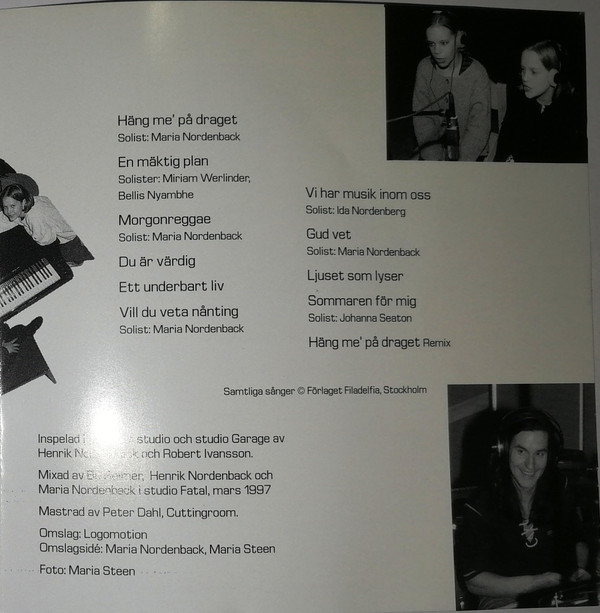 Häng me' på draget
Solist: Maria Nordenback
En mäktig plan
Solister: Miriam Werlinder,
Bellis Nyambhe
Morgonreggae
Solist: Maria Nordenback
Du är värdig
Ett underbart liv
Vill du veta nånting
Solist: Maria Nordenback
Vi har musik inom oss
Solist: Ida Nordenberg
Gud vet
Solist: Maria Nordenback
Ljuset som lyser
Sommaren för mig
Solist: Johanna Seaton
Häng me' på draget Remix
Samtliga sånger © Förlaget Filadelfia, Stockholm
Inspelad studio och studio Garage av
Henrik och Robert Ivansson.
Mixad av Henrik Nordenback och
Maria Nordenback i studio Fatal, mars 1997
Mastrad av Peter Dahl, Cuttingroom.
Omslag: Logomotion
Omslagsidé: Maria Nordenback, Maria Steen
Foto: Maria Steen